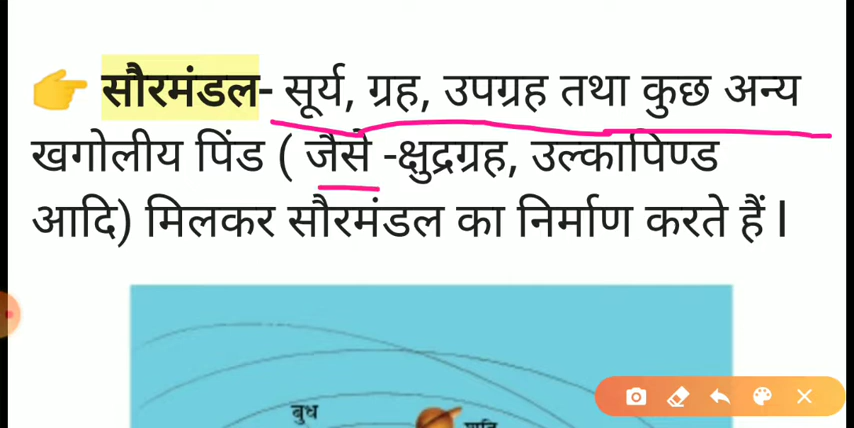 👉 सौरमंडल- सूर्य, ग्रह, उपग्रह तथा कुछ अन्य
खगोलीय पिंड ( जैसे -क्षुद्रग्रह, उल्कापिण्ड
आदि) मिलकर सौरमंडल का निर्माण करते हैं l
बुध